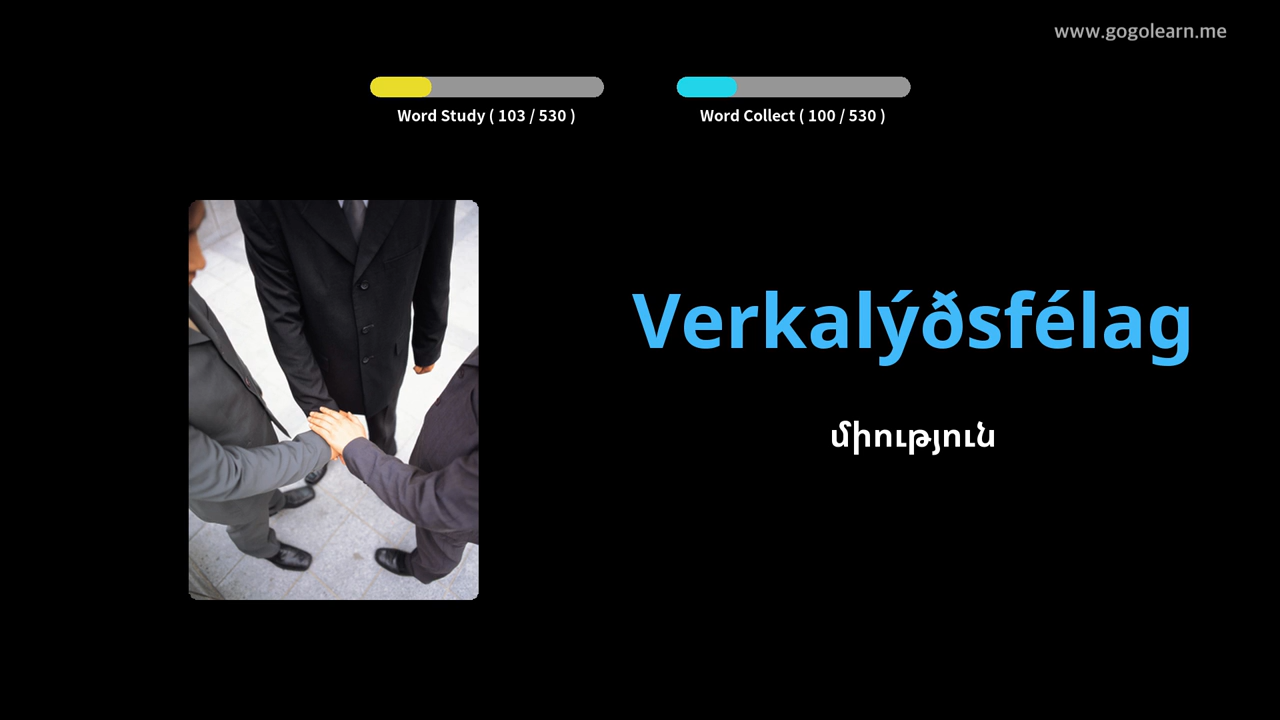 www.gogolearn.me
Word Study ( 103 / 530 )
Word Collect ( 100 / 530 )
Verkalýðsfélag
միություն